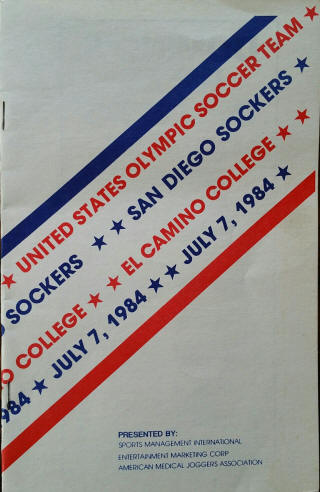 ★ UNITED STATES OLYMPIC SOCCER TEAM ★
O SOCKERS ★ ★ SAN DIEGO SOCKERS ★
O COLLEGE ★ ★ EL CAMINO COLLEGE ★ ★
984 ★ JULY 7, 1984 ★ ★ JULY 7, 1984 ★
PRESENTED BY:
SPORTS MANAGEMENT INTERNATIONAL
ENTERTAINMENT MARKETING CORP
AMERICAN MEDICAL JOGGERS ASSOCIATION